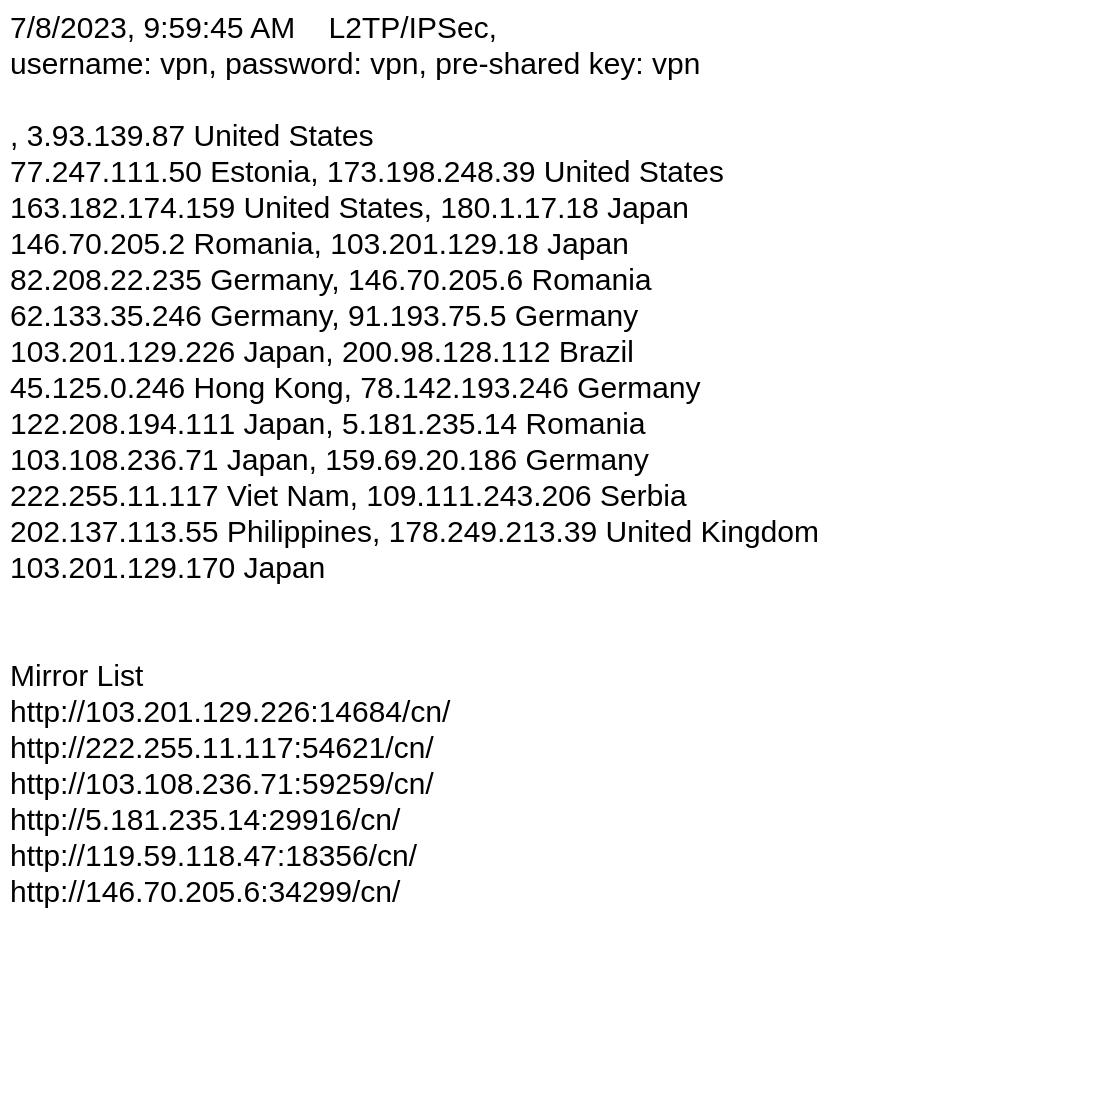 7/8/2023, 9:59:45 AM    L2TP/IPSec,
username: vpn, password: vpn, pre-shared key: vpn
, 3.93.139.87 United States
77.247.111.50 Estonia, 173.198.248.39 United States
163.182.174.159 United States, 180.1.17.18 Japan
146.70.205.2 Romania, 103.201.129.18 Japan
82.208.22.235 Germany, 146.70.205.6 Romania
62.133.35.246 Germany, 91.193.75.5 Germany
103.201.129.226 Japan, 200.98.128.112 Brazil
45.125.0.246 Hong Kong, 78.142.193.246 Germany
122.208.194.111 Japan, 5.181.235.14 Romania
103.108.236.71 Japan, 159.69.20.186 Germany
222.255.11.117 Viet Nam, 109.111.243.206 Serbia
202.137.113.55 Philippines, 178.249.213.39 United Kingdom
103.201.129.170 Japan
Mirror List
http://103.201.129.226:14684/cn/
http://222.255.11.117:54621/cn/
http://103.108.236.71:59259/cn/
http://5.181.235.14:29916/cn/
http://119.59.118.47:18356/cn/
http://146.70.205.6:34299/cn/